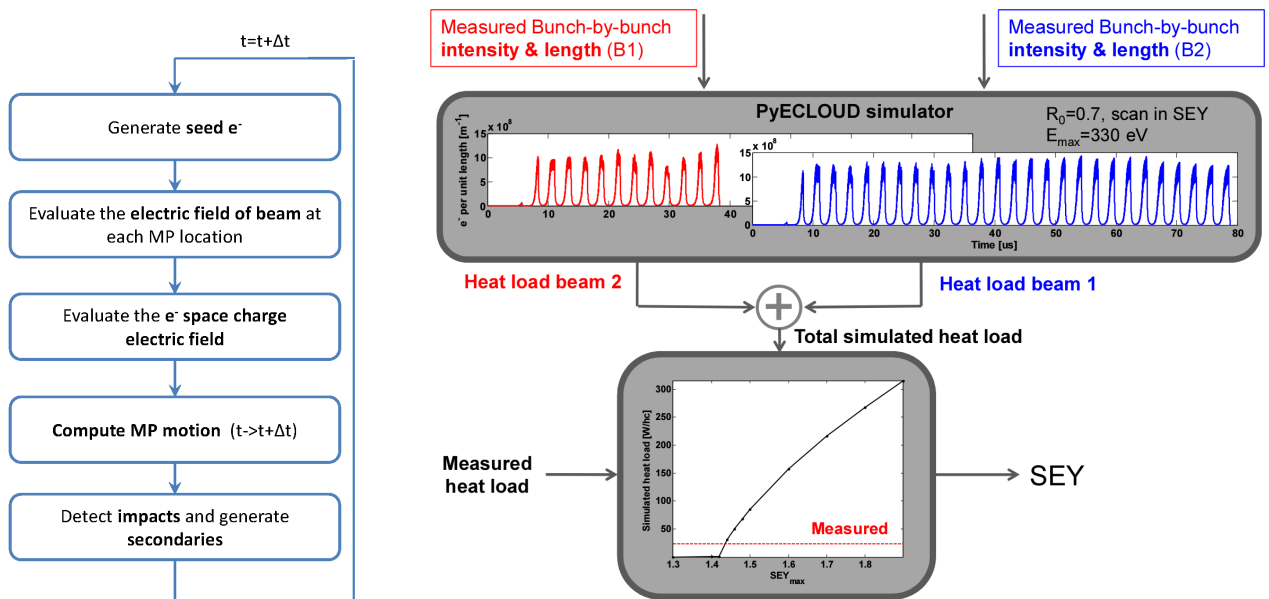 t=t+Δt
Generate seed e-
Evaluate the electric field of beam at
each MP location
Evaluate the e- space charge
electric field
Compute MP motion (t->t+Δt)
Detect impacts and generate
secondaries
Measured Bunch-by-bunch
intensity & length (B1)
Measured Bunch-by-bunch
intensity & length (B2)
PyECLOUD simulator
R0=0.7, scan in SEY
Emax=330 eV
e- per unit length [m-1]
x 10^8
15
10
5
0
0 10 20 30 40
x 10^8
15
10
5
0
0 10 20 30 40 50 60 70 80
Time [us]
Heat load beam 2
Heat load beam 1
+
Total simulated heat load
Measured
heat load
Simulated heat load [W/hc]
300
250
200
150
100
50
Measured
1.3 1.4 1.5 1.6 1.7 1.8
SEYmax
SEY